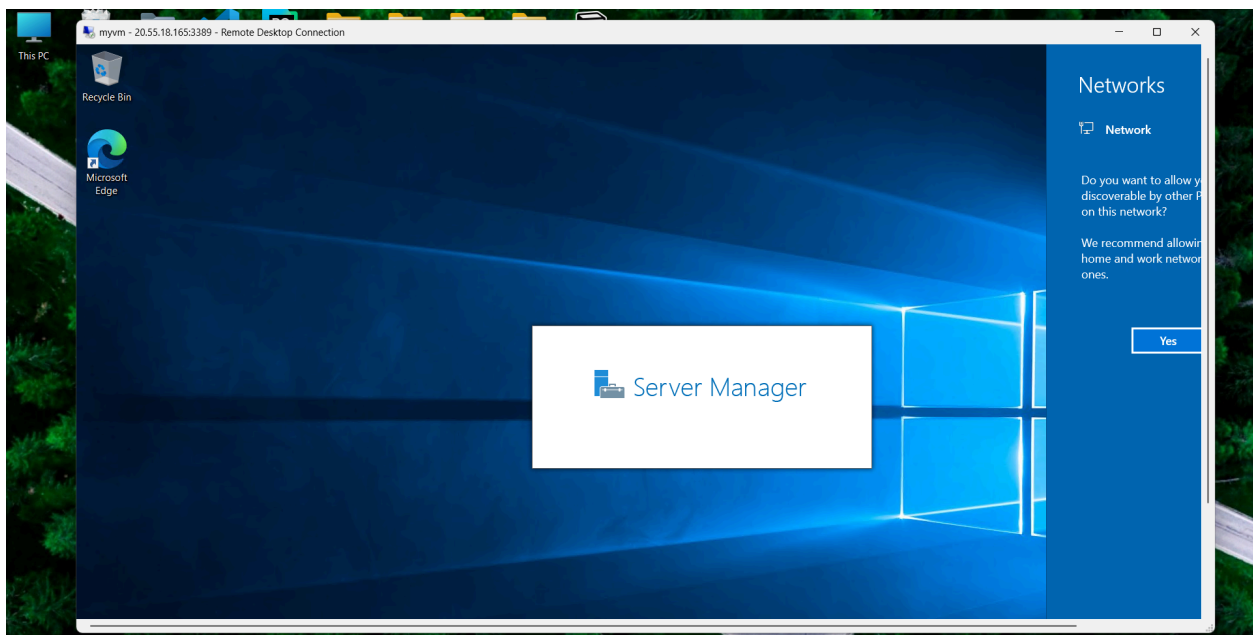 myvm - 20.55.18.165:3389 - Remote Desktop Connection
This PC
Recycle Bin
Microsoft
Edge
Networks
Network
Do you want to allow y
discoverable by other P
on this network?
We recommend allowin
home and work networ
ones.
Yes
Server Manager